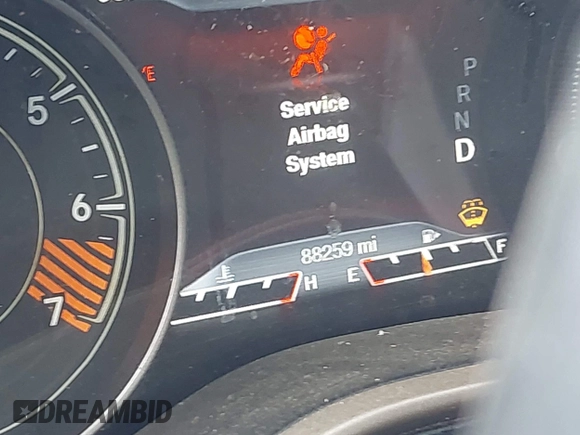 E
Service
Airbag
System
P
R
N
D
5
6
7
88259 mi
H
E
F
DREAMBID